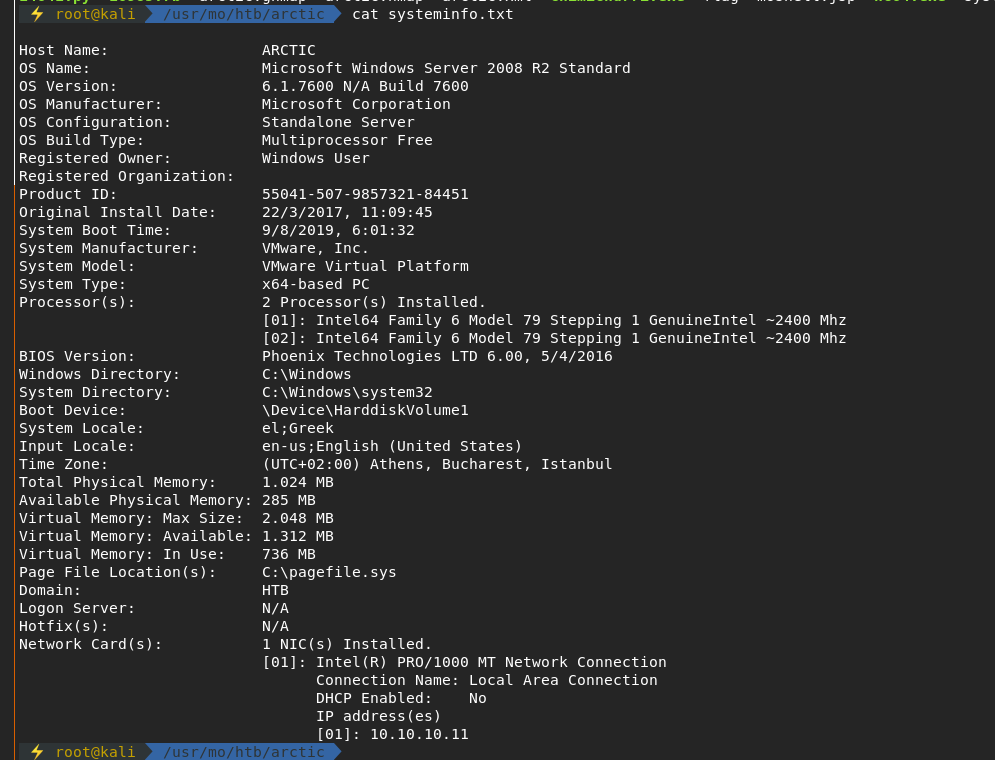 ⚡ root@kali /usr/mo/htb/arctic cat systeminfo.txt
Host Name: ARCTIC
OS Name: Microsoft Windows Server 2008 R2 Standard
OS Version: 6.1.7600 N/A Build 7600
OS Manufacturer: Microsoft Corporation
OS Configuration: Standalone Server
OS Build Type: Multiprocessor Free
Registered Owner: Windows User
Registered Organization:
Product ID: 55041-507-9857321-84451
Original Install Date: 22/3/2017, 11:09:45
System Boot Time: 9/8/2019, 6:01:32
System Manufacturer: VMware, Inc.
System Model: VMware Virtual Platform
System Type: x64-based PC
Processor(s): 2 Processor(s) Installed.
[01]: Intel64 Family 6 Model 79 Stepping 1 GenuineIntel ~2400 Mhz
[02]: Intel64 Family 6 Model 79 Stepping 1 GenuineIntel ~2400 Mhz
BIOS Version: Phoenix Technologies LTD 6.00, 5/4/2016
Windows Directory: C:\Windows
System Directory: C:\Windows\system32
Boot Device: \Device\HarddiskVolume1
System Locale: el;Greek
Input Locale: en-us;English (United States)
Time Zone: (UTC+02:00) Athens, Bucharest, Istanbul
Total Physical Memory: 1.024 MB
Available Physical Memory: 285 MB
Virtual Memory: Max Size: 2.048 MB
Virtual Memory: Available: 1.312 MB
Virtual Memory: In Use: 736 MB
Page File Location(s): C:\pagefile.sys
Domain: HTB
Logon Server: N/A
Hotfix(s): N/A
Network Card(s): 1 NIC(s) Installed.
[01]: Intel(R) PRO/1000 MT Network Connection
Connection Name: Local Area Connection
DHCP Enabled: No
IP address(es)
[01]: 10.10.10.11
⚡ root@kali /usr/mo/htb/arctic